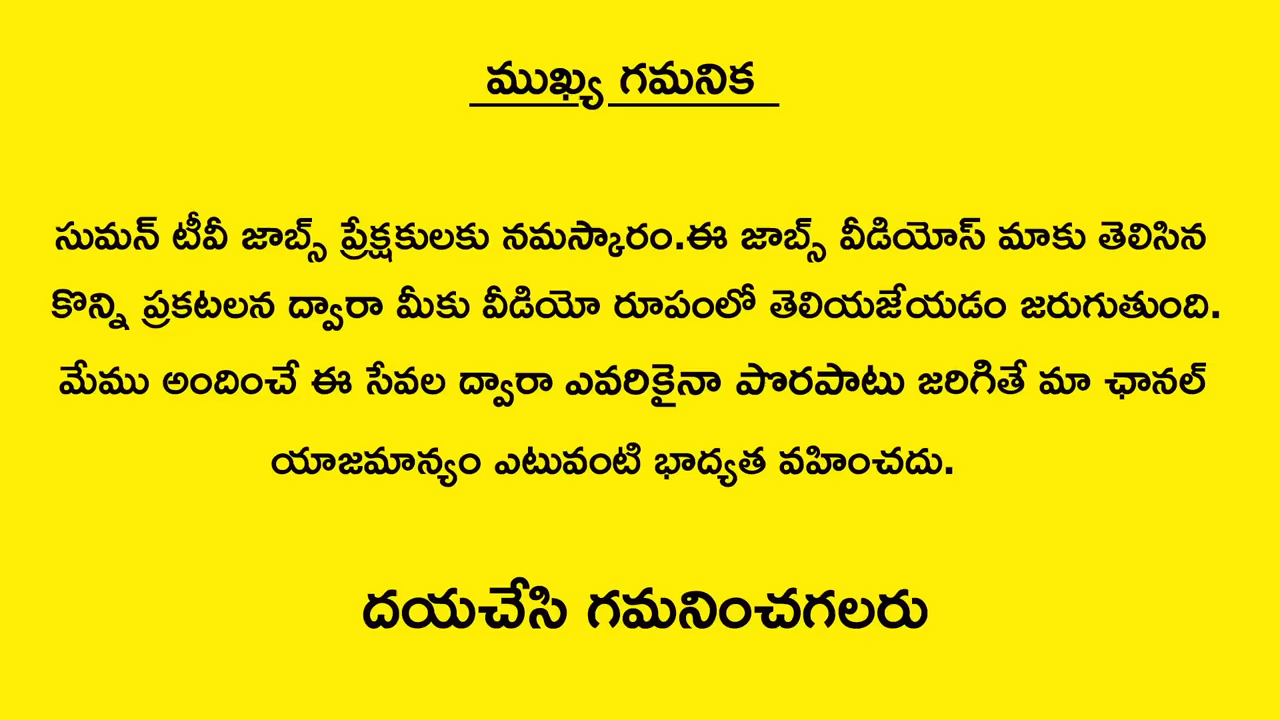 ముఖ్య గమనిక
సుమన్ టీవీ జాబ్స్ ప్రేక్షకులకు నమస్కారం.ఈ జాబ్స్ వీడియోస్ మాకు తెలిసిన
కొన్ని ప్రకటలన ద్వారా మీకు వీడియో రూపంలో తెలియజేయడం జరుగుతుంది.
మేము అందించే ఈ సేవల ద్వారా ఎవరికైనా పొరపాటు జరిగితే మా ఛానల్
యాజమాన్యం ఎటువంటి భాద్యత వహించదు.
దయచేసి గమనించగలరు